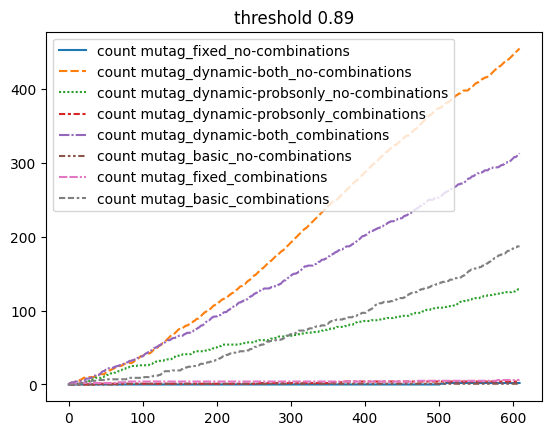 threshold 0.89
count mutag_fixed_no-combinations
count mutag_dynamic-both_no-combinations
count mutag_dynamic-probsonly_no-combinations
count mutag_dynamic-probsonly_combinations
count mutag_dynamic-both_combinations
count mutag_basic_no-combinations
count mutag_fixed_combinations
count mutag_basic_combinations
400
300
200
100
0
0 100 200 300 400 500 600